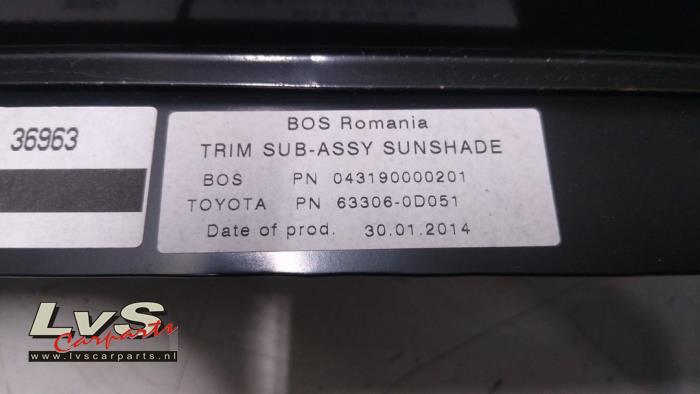 36963
BOS Romania
TRIM SUB-ASSY SUNSHADE
BOS PN 043190000201
TOYOTA PN 63306-0D051
Date of prod. 30.01.2014
LvS
Carparts
www.lvscarparts.nl